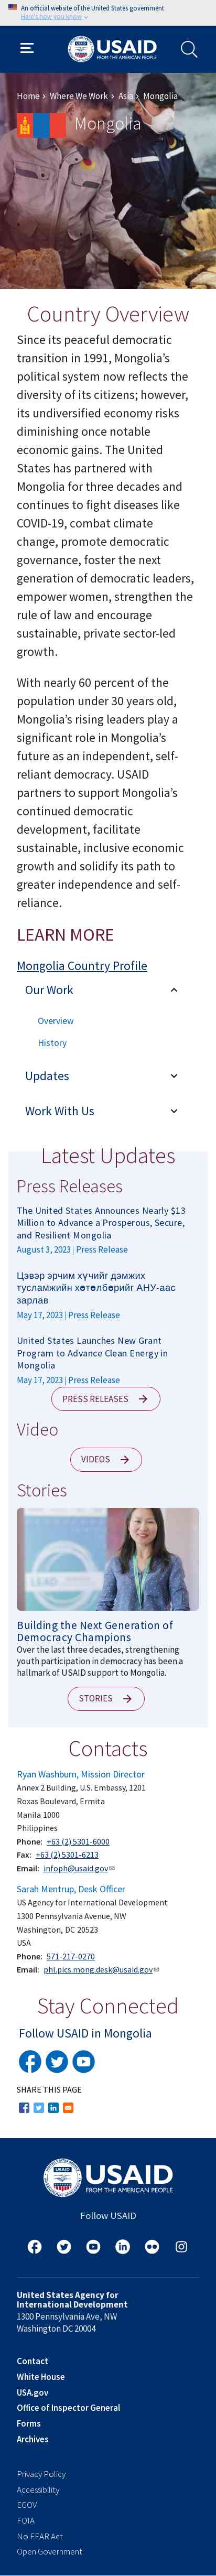 An official website of the United States government
Here's how you know
USAID
FROM THE AMERICAN PEOPLE
Home › Where We Work › Asia › Mongolia
Mongolia
Country Overview
Since its peaceful democratic
transition in 1991, Mongolia’s
political system now reflects the
diversity of its citizens; however,
its undiversified economy risks
diminishing once notable
economic gains. The United
States has partnered with
Mongolia for three decades and
continues to fight diseases like
COVID-19, combat climate
change, promote democratic
governance, foster the next
generation of democratic leaders,
empower women, strengthen the
rule of law and encourage
sustainable, private sector-led
growth.
With nearly 60 percent of the
population under 30 years old,
Mongolia’s rising leaders play a
significant role in Mongolia’s
future as an independent, self-
reliant democracy. USAID
partners to support Mongolia’s
continued democratic
development, stimulate
sustainable, inclusive economic
growth and solidify its path to
greater independence and self-
reliance.
LEARN MORE
Mongolia Country Profile
Our Work
Overview
History
Updates
Work With Us
Latest Updates
Press Releases
The United States Announces Nearly $13
Million to Advance a Prosperous, Secure,
and Resilient Mongolia
August 3, 2023 | Press Release
Цэвэр эрчим хүчийг дэмжих
тусламжийн хөтөлбөрийг АНУ-аас
зарлав
May 17, 2023 | Press Release
United States Launches New Grant
Program to Advance Clean Energy in
Mongolia
May 17, 2023 | Press Release
PRESS RELEASES
Video
VIDEOS
Stories
Building the Next Generation of
Democracy Champions
Over the last three decades, strengthening
youth participation in democracy has been a
hallmark of USAID support to Mongolia.
STORIES
Contacts
Ryan Washburn, Mission Director
Annex 2 Building, U.S. Embassy, 1201
Roxas Boulevard, Ermita
Manila 1000
Philippines
Phone: +63 (2) 5301-6000
Fax: +63 (2) 5301-6213
Email: infoph@usaid.gov
Sarah Mentrup, Desk Officer
US Agency for International Development
1300 Pennsylvania Avenue, NW
Washington, DC 20523
USA
Phone: 571-217-0270
Email: phl.pics.mong.desk@usaid.gov
Stay Connected
Follow USAID in Mongolia
SHARE THIS PAGE
USAID
FROM THE AMERICAN PEOPLE
Follow USAID
United States Agency for
International Development
1300 Pennsylvania Ave, NW
Washington DC 20004
Contact
White House
USA.gov
Office of Inspector General
Forms
Archives
Privacy Policy
Accessibility
EGOV
FOIA
No FEAR Act
Open Government